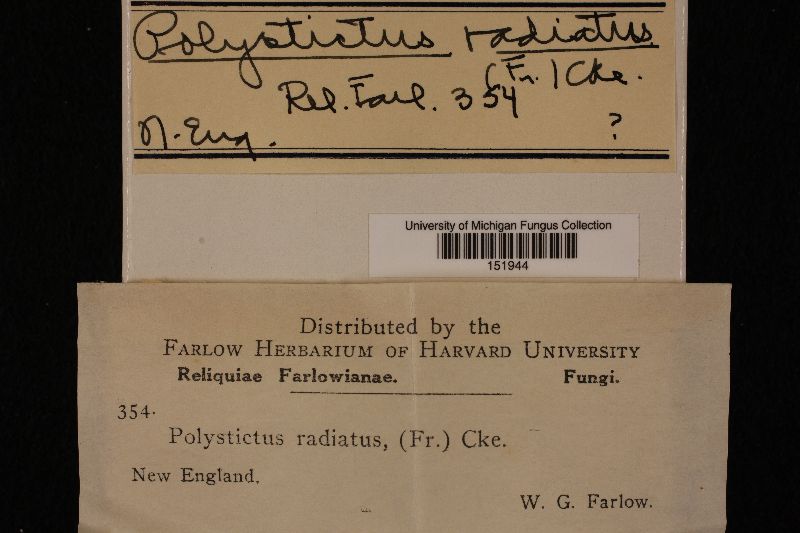 Polystictus radiatus
(Fr.) Cke.
Rel. Farl. 354
N. Eng. ?
University of Michigan Fungus Collection
151944
Distributed by the
FARLOW HERBARIUM OF HARVARD UNIVERSITY
Reliquiae Farlowianae. Fungi.
354.
Polystictus radiatus, (Fr.) Cke.
New England.
W. G. Farlow.